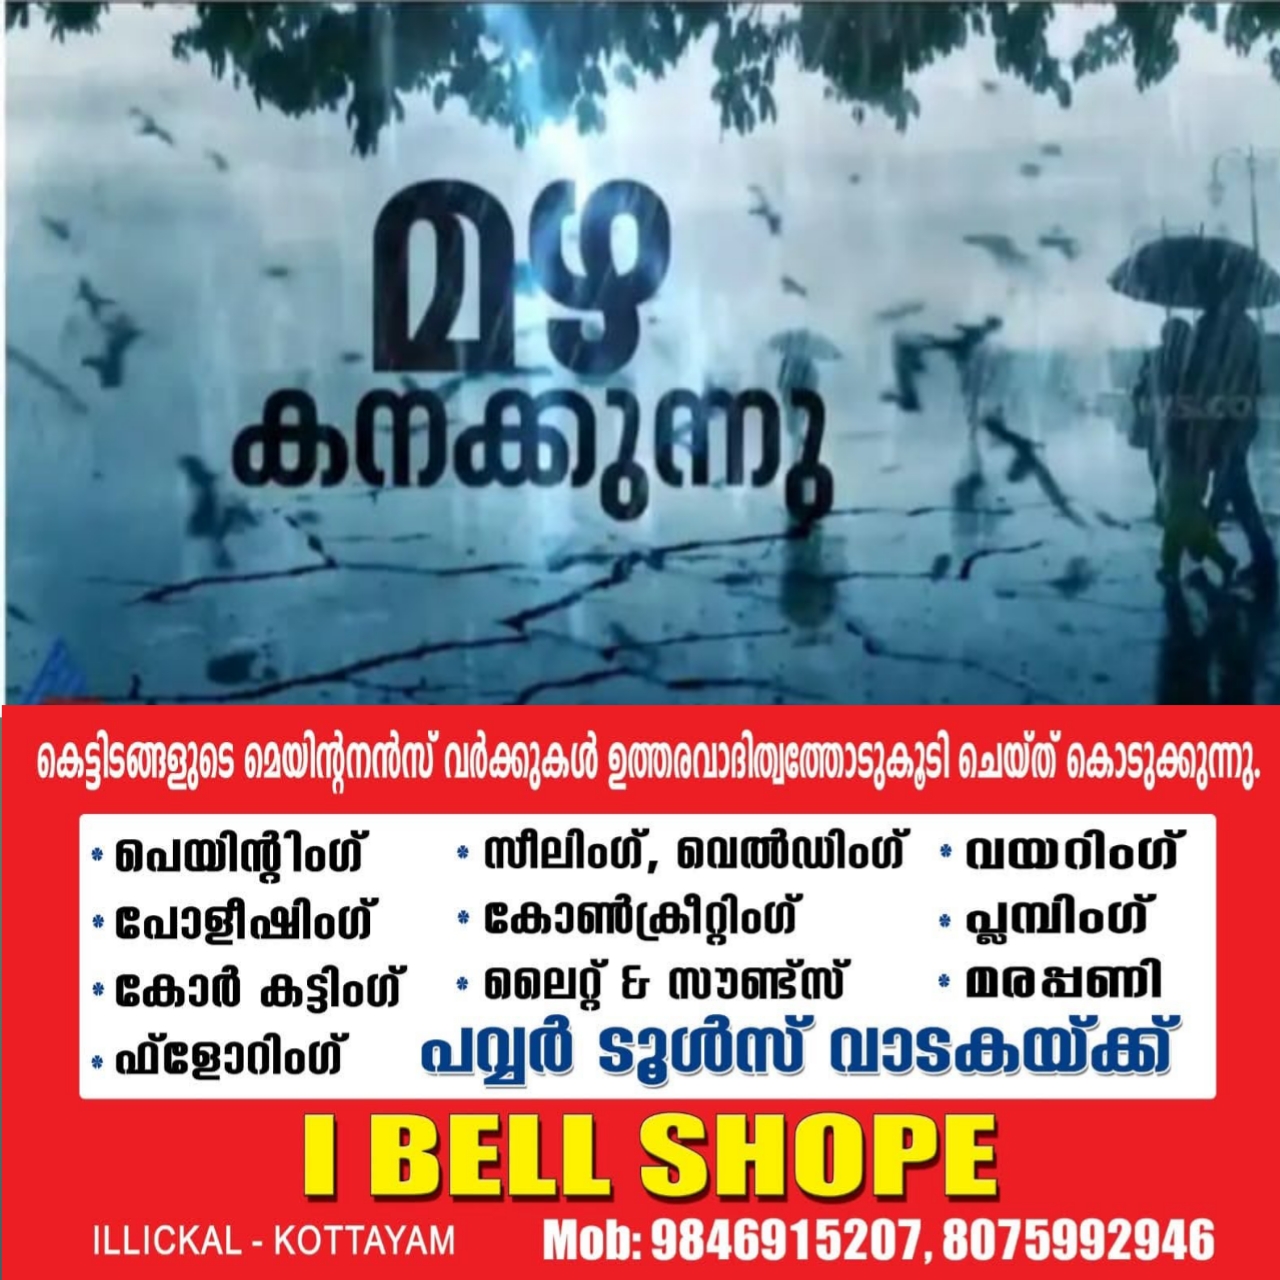 മഴ
കനക്കുന്നു
കെട്ടിടങ്ങളുടെ മെയിന്റനൻസ് വർക്കുകൾ ഉത്തരവാദിത്വത്തോടുകൂടി ചെയ്ത് കൊടുക്കുന്നു.
* പെയിന്റിംഗ് * സീലിംഗ്, വെൽഡിംഗ് * വയറിംഗ്
* പോളീഷിംഗ് * കോൺക്രീറ്റിംഗ് * പ്ലമ്പിംഗ്
* കോർ കട്ടിംഗ് * ലൈറ്റ് & സൗണ്ട്സ് * മരപ്പണി
* ഫ്ളോറിംഗ് പവ്വർ ടൂൾസ് വാടകയ്ക്ക്
I BELL SHOPE
ILLICKAL - KOTTAYAM Mob: 9846915207, 8075992946